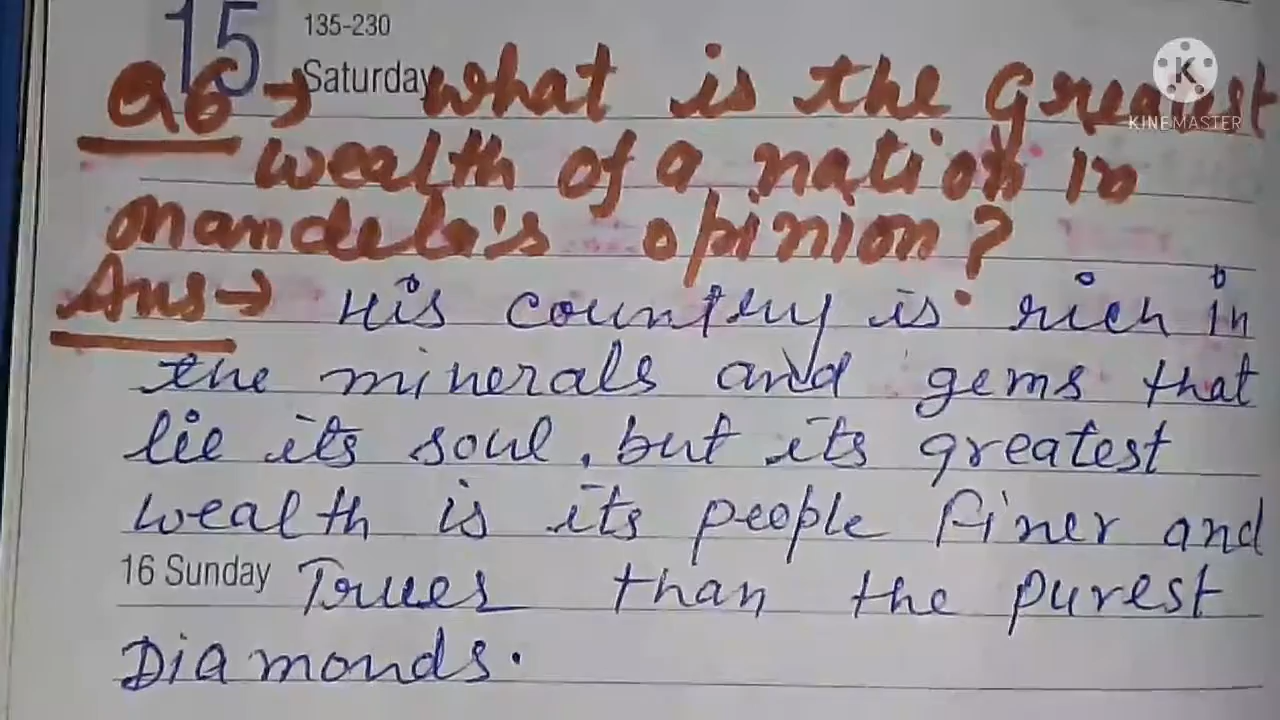 15
135-230
Saturday
K
KINEMASTER
Q6→ What is the Greatest
wealth of a nation in
mandela's opinion?
Ans→ His country is rich in
the minerals and gems that
lie its soul, but its greatest
wealth is its people finer and
16 Sunday Truer than the purest
Diamonds.